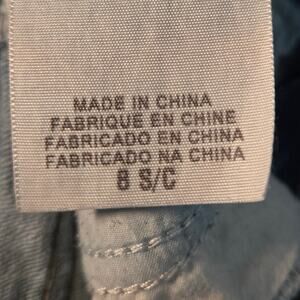 MADE IN CHINA
FABRIQUE EN CHINE
FABRICADO EN CHINA
FABRICADO NA CHINA
8 S/C